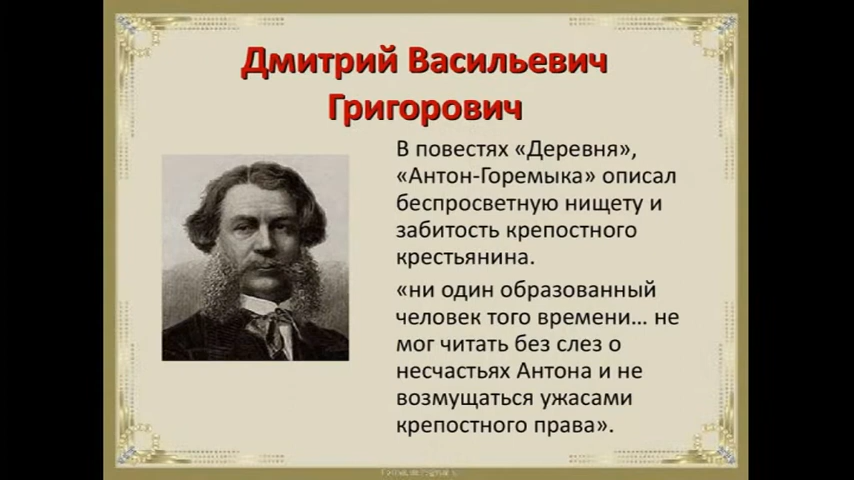 Дмитрий Васильевич
Григорович
В повестях «Деревня»,
«Антон-Горемыка» описал
беспросветную нищету и
забитость крепостного
крестьянина.
«ни один образованный
человек того времени… не
мог читать без слез о
несчастьях Антона и не
возмущаться ужасами
крепостного права».